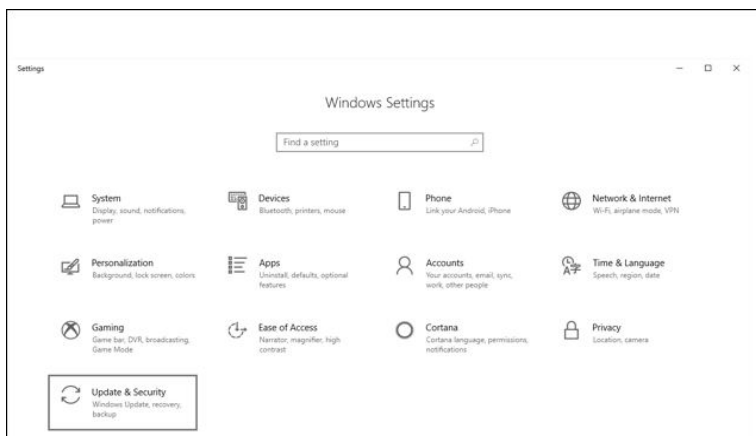 Settings
Windows Settings
Find a setting
System
Display, sound, notifications,
power
Devices
Bluetooth, printers, mouse
Phone
Link your Android, iPhone
Network & Internet
Wi-Fi, airplane mode, VPN
Personalization
Background, lock screen, colors
Apps
Uninstall, defaults, optional
features
Accounts
Your accounts, email, sync,
work, other people
Time & Language
Speech, region, date
Gaming
Game bar, DVR, broadcasting,
Game Mode
Ease of Access
Narrator, magnifier, high
contrast
Cortana
Cortana language, permissions,
notifications
Privacy
Location, camera
Update & Security
Windows Update, recovery,
backup